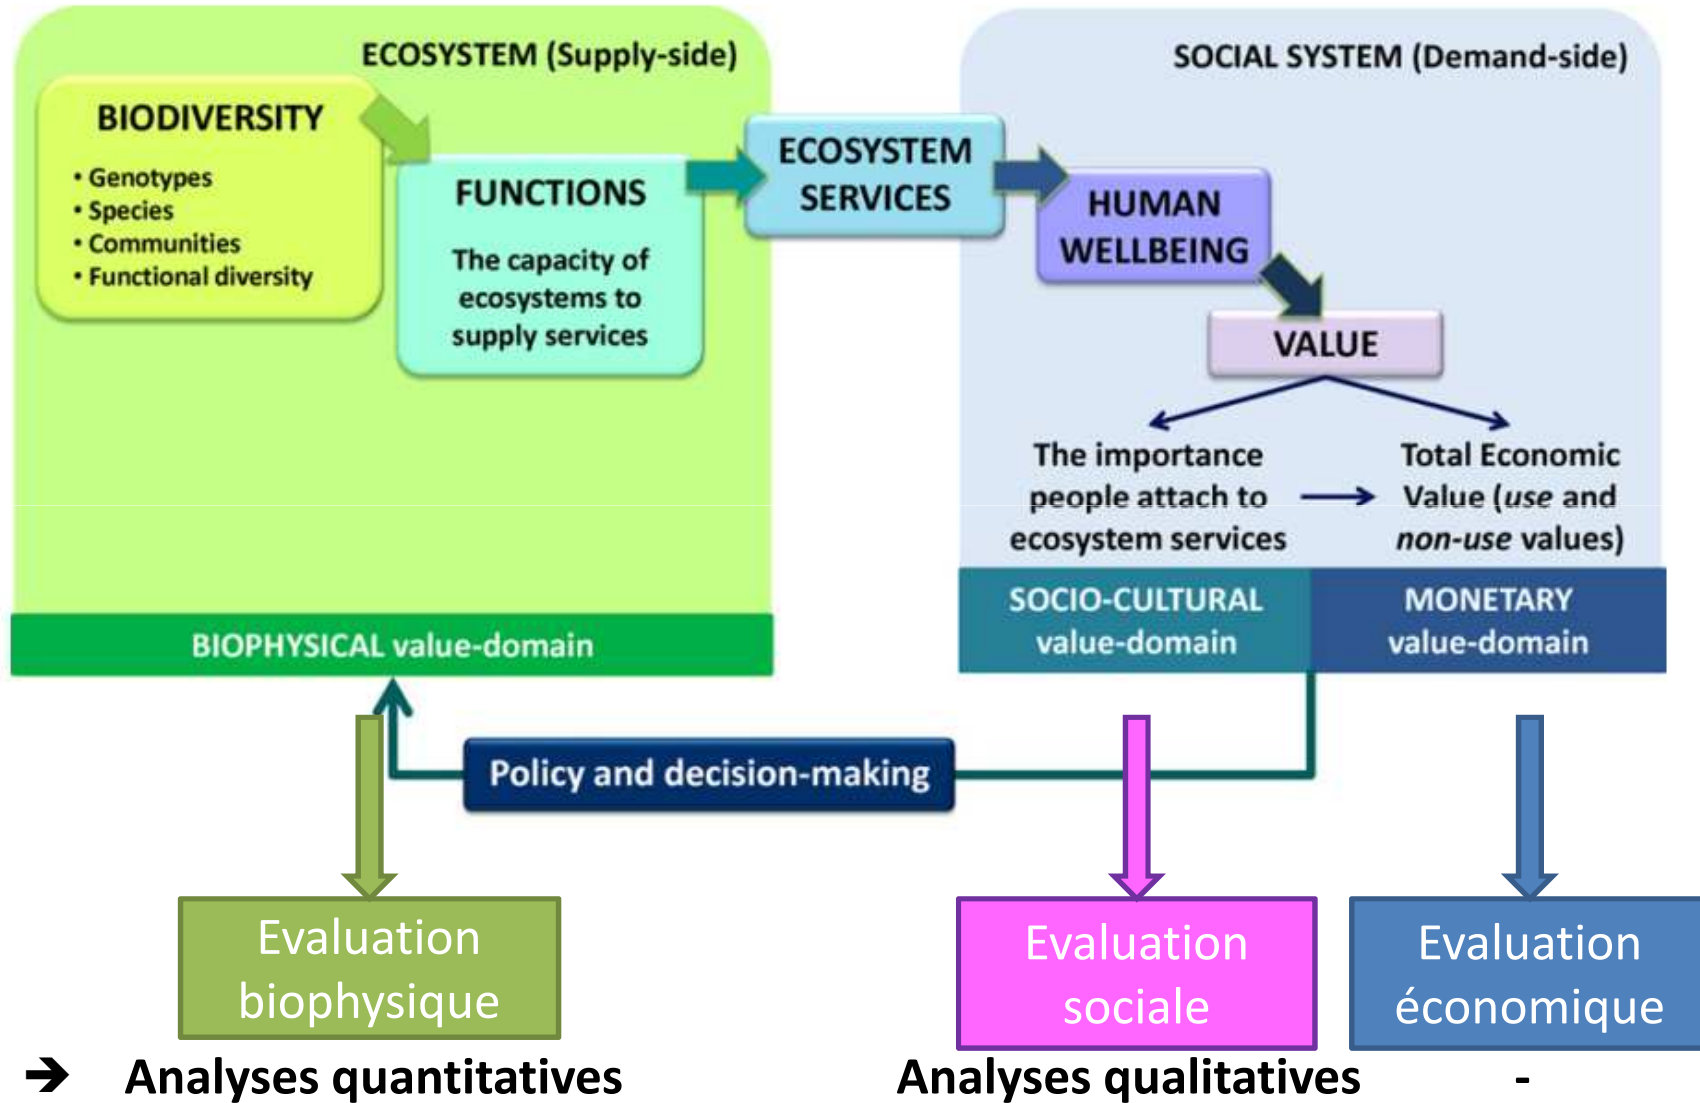 ECOSYSTEM (Supply-side)
BIODIVERSITY
• Genotypes
• Species
• Communities
• Functional diversity
FUNCTIONS
The capacity of
ecosystems to
supply services
ECOSYSTEM
SERVICES
SOCIAL SYSTEM (Demand-side)
HUMAN
WELLBEING
VALUE
The importance
people attach to
ecosystem services
Total Economic
Value (use and
non-use values)
BIOPHYSICAL value-domain
SOCIO-CULTURAL
value-domain
MONETARY
value-domain
Policy and decision-making
Evaluation
biophysique
Evaluation
sociale
Evaluation
économique
➔ Analyses quantitatives
Analyses qualitatives
-